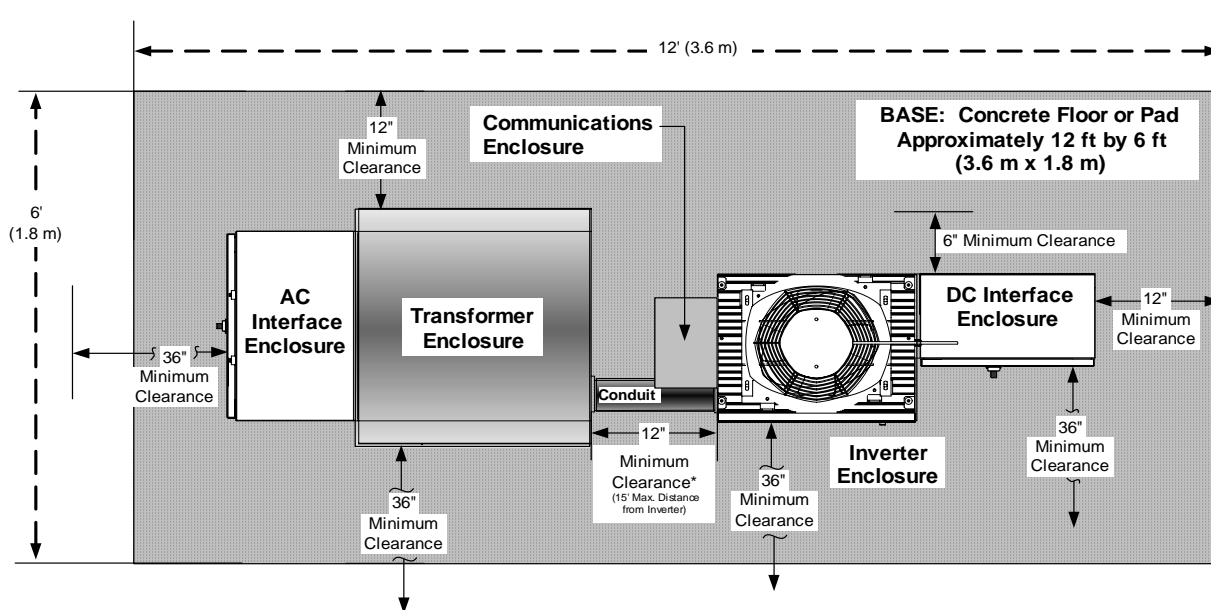 12' (3.6 m)
6'
(1.8 m)
12"
Minimum
Clearance
Communications
Enclosure
BASE: Concrete Floor or Pad
Approximately 12 ft by 6 ft
(3.6 m x 1.8 m)
6" Minimum Clearance
AC
Interface
Enclosure
Transformer
Enclosure
DC Interface
Enclosure
12"
Minimum
Clearance
36"
Minimum
Clearance
Conduit
12"
Minimum
Clearance*
(15' Max. Distance
from Inverter)
Inverter
Enclosure
36"
Minimum
Clearance
36"
Minimum
Clearance
36"
Minimum
Clearance